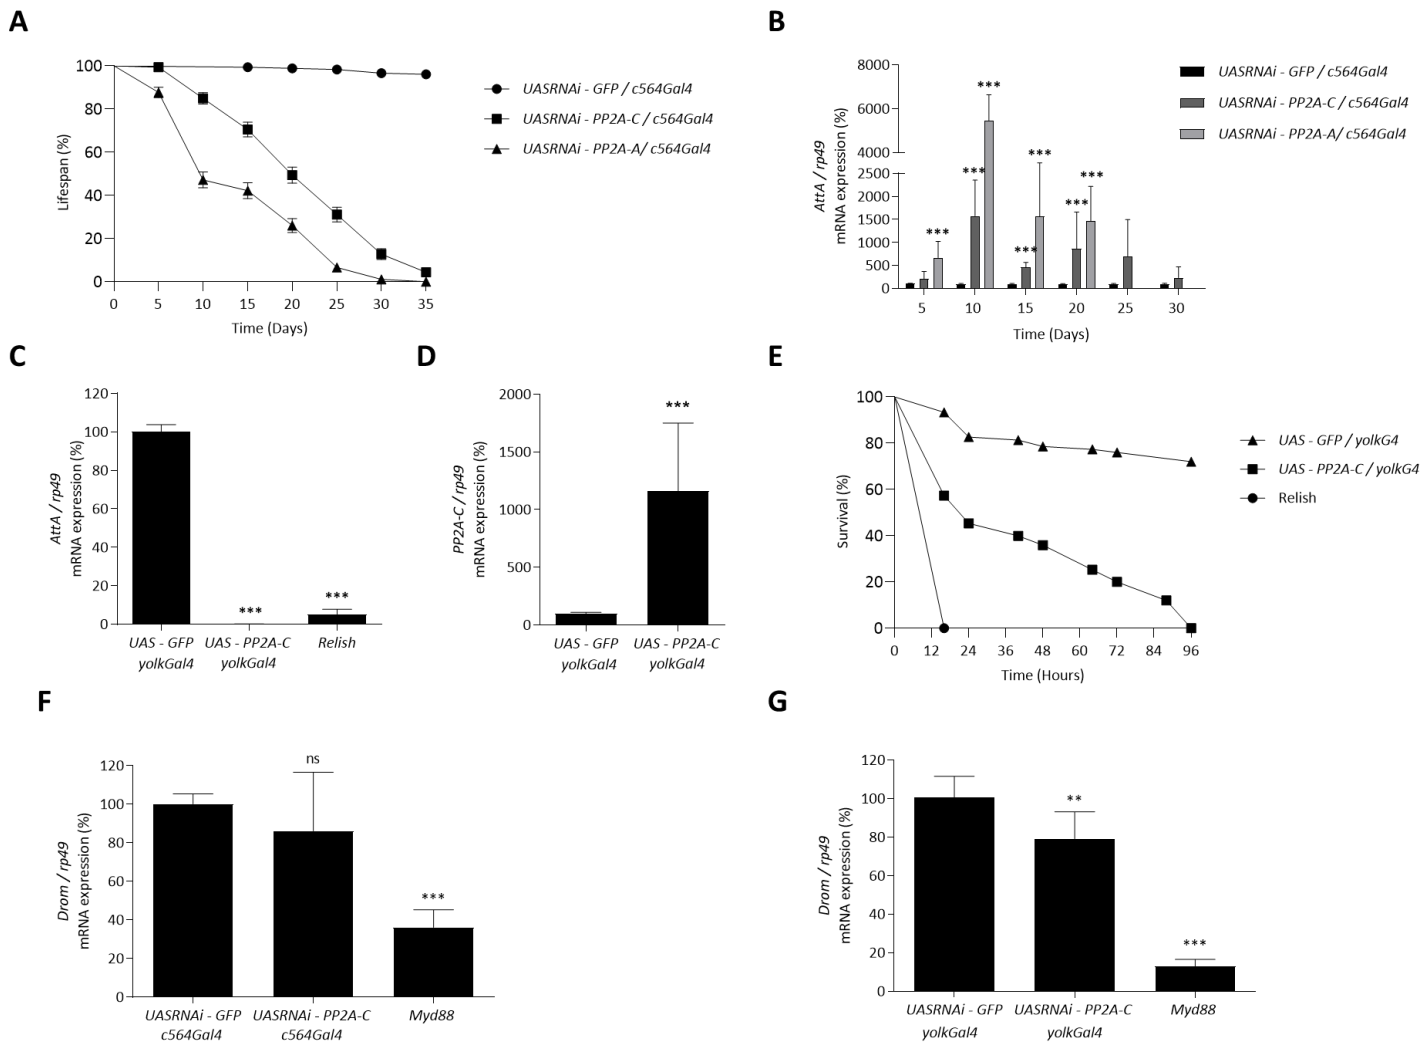 A
Lifespan (%)
100
80
60
40
20
0
0 5 10 15 20 25 30 35
Time (Days)
UASRNAi - GFP / c564Gal4
UASRNAi - PP2A-C / c564Gal4
UASRNAi - PP2A-A/ c564Gal4
B
AttA / rp49
mRNA expression (%)
8000
6000
4000
2500
2000
1500
1000
500
0
***
***
***
***
***
***
***
5 10 15 20 25 30
Time (Days)
UASRNAi - GFP / c564Gal4
UASRNAi - PP2A-C / c564Gal4
UASRNAi - PP2A-A/ c564Gal4
C
AttA / rp49
mRNA expression (%)
120
100
80
60
40
20
0
*** ***
UAS - GFP UAS - PP2A-C Relish
yolkGal4 yolkGal4
D
PP2A-C / rp49
mRNA expression (%)
2000
1500
1000
500
0
***
UAS - GFP UAS - PP2A-C
yolkGal4 yolkGal4
E
Survival (%)
100
80
60
40
20
0
0 12 24 36 48 60 72 84 96
Time (Hours)
UAS - GFP / yolkG4
UAS - PP2A-C / yolkG4
Relish
F
Drom / rp49
mRNA expression (%)
120
100
80
60
40
20
0
ns
***
UASRNAi - GFP UASRNAi - PP2A-C Myd88
c564Gal4 c564Gal4
G
Drom / rp49
mRNA expression (%)
120
100
80
60
40
20
0
**
***
UASRNAi - GFP UASRNAi - PP2A-C Myd88
yolkGal4 yolkGal4